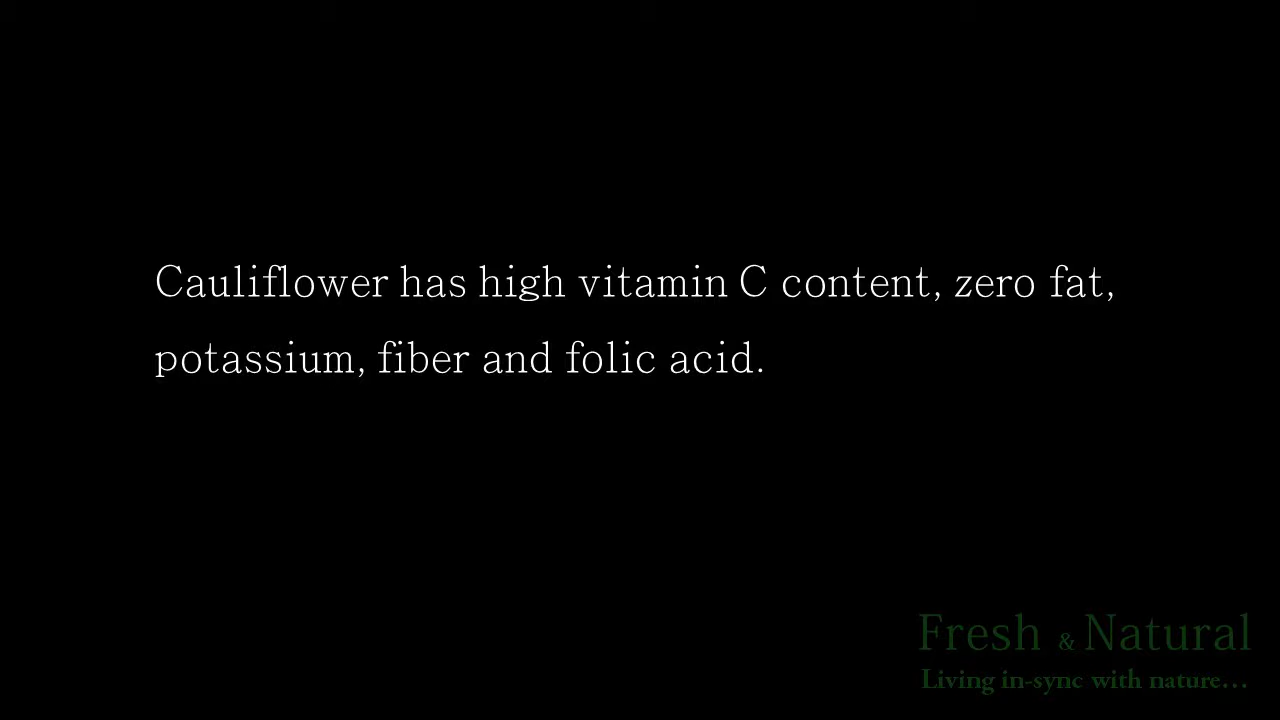 Cauliflower has high vitamin C content, zero fat,
potassium, fiber and folic acid.
Fresh & Natural
Living in-sync with nature...